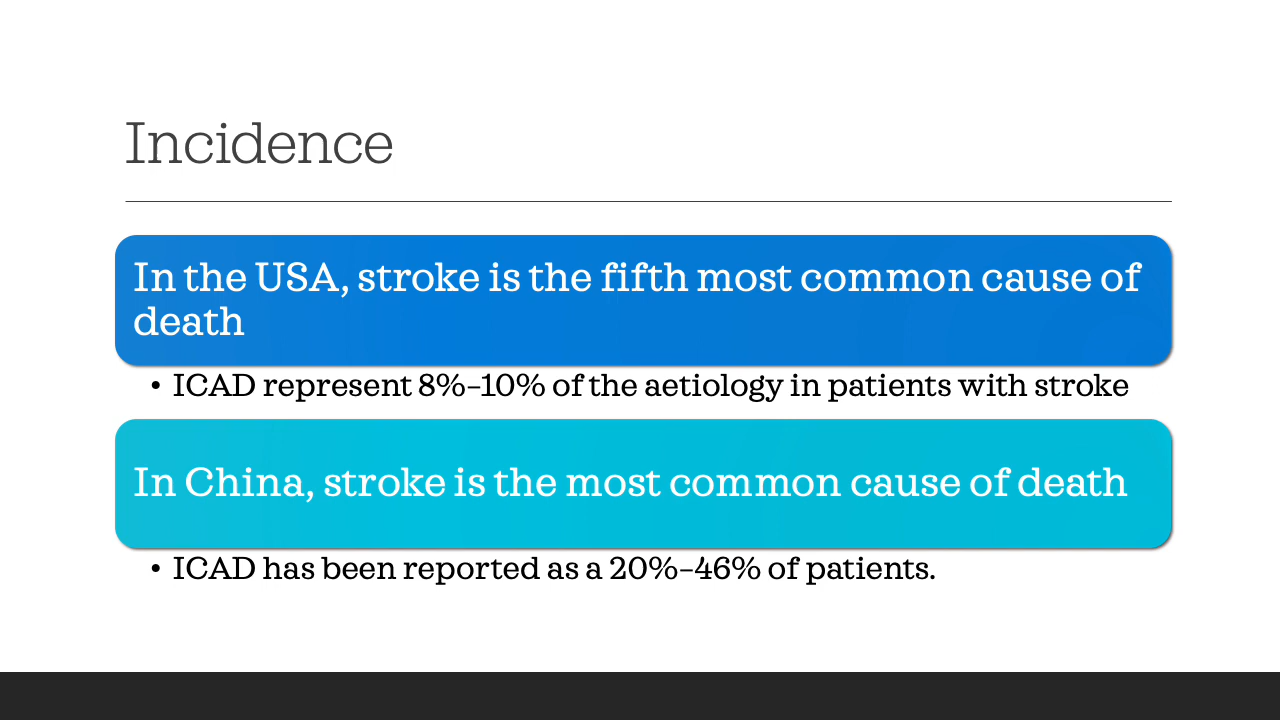 Incidence
In the USA, stroke is the fifth most common cause of
death
• ICAD represent 8%–10% of the aetiology in patients with stroke
In China, stroke is the most common cause of death
• ICAD has been reported as a 20%–46% of patients.